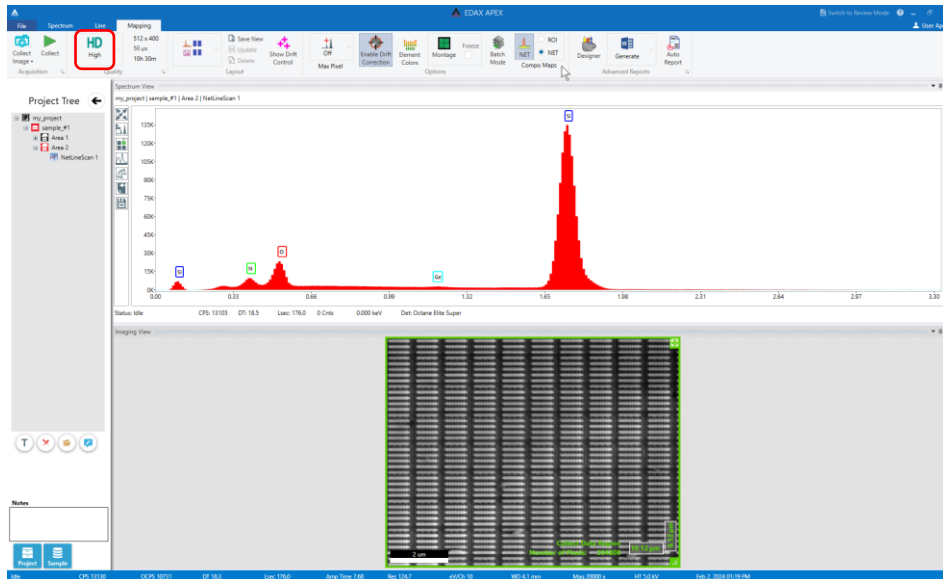 EDAX APEX
Switch to Review Mode
File Spectrum Line Mapping
User Ap
Collect Image
Collect
Acquisition
HD
High
512 x 400
50 µs
10h 30m
Quality
Save New
Update
Delete
Layout
Show Drift Control
Off
Max Pixel
Enable Drift Correction
Element Colors
Montage
Freeze
Options
Batch Mode
NET
ROI
NET
Compo Maps
Designer
Generate
Advanced Reports
Auto Report
Project Tree
my_project
sample_#1
Area 1
Area 2
NetLineScan 1
Spectrum View
my_project | sample_#1 | Area 2 | NetLineScan 1
135K
120K
105K
90K
75K
60K
45K
30K
15K
0K
Si
N
O
Ge
Si
0.00 0.33 0.66 0.99 1.32 1.65 1.98 2.31 2.64 2.97 3.30
Status: Idle CPS: 13105 DT: 18.5 Lsec: 176.0 0 Cnts 0.000 keV Det: Octane Elite Super
Imaging View
2 um
10.12 µm
T
Notes
Project
Sample
Idle CPS 13130 OCPS 10731 DT 18.3 Lsec: 176.0 Amp Time 7.68 Res 124.7 eV/Ch 10 WD 4.1 mm Mag 20000 x HT 5.0 kV Feb 2, 2024 01:19 PM